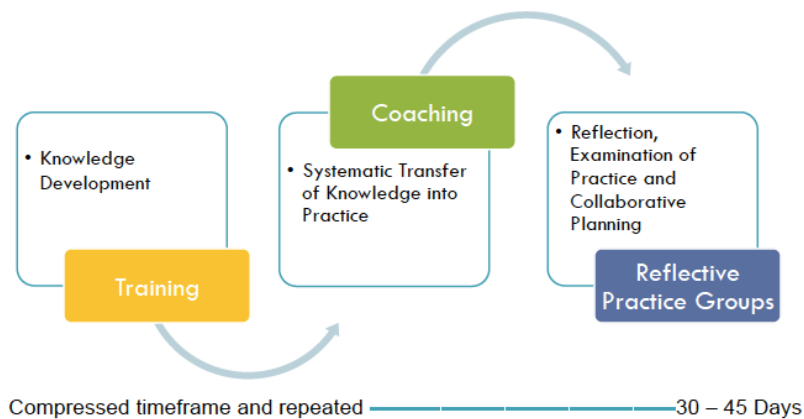 • Knowledge
Development
Training
Coaching
• Systematic Transfer
of Knowledge into
Practice
• Reflection,
Examination of
Practice and
Collaborative
Planning
Reflective
Practice Groups
Compressed timeframe and repeated 30 – 45 Days